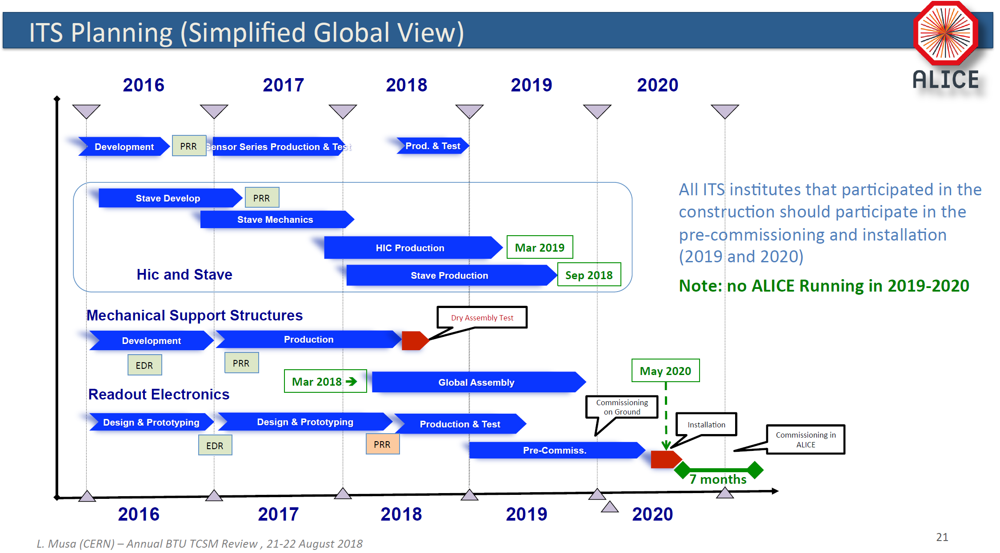 ITS Planning (Simplified Global View)
ALICE
2016 2017 2018 2019 2020
Development
PRR
Sensor Series Production & Test
Prod. & Test
Stave Develop
PRR
Stave Mechanics
HIC Production
Mar 2019
Hic and Stave
Stave Production
Sep 2018
All ITS institutes that participated in the
construction should participate in the
pre-commissioning and installation
(2019 and 2020)
Note: no ALICE Running in 2019-2020
Mechanical Support Structures
Dry Assembly Test
Development
Production
EDR
PRR
Mar 2018 ➔
Global Assembly
May 2020
Readout Electronics
Commissioning
on Ground
Design & Prototyping
Design & Prototyping
Production & Test
Installation
EDR
PRR
Pre-Commiss.
Commissioning in
ALICE
7 months
2016 2017 2018 2019 2020
L. Musa (CERN) – Annual BTU TCSM Review , 21-22 August 2018
21